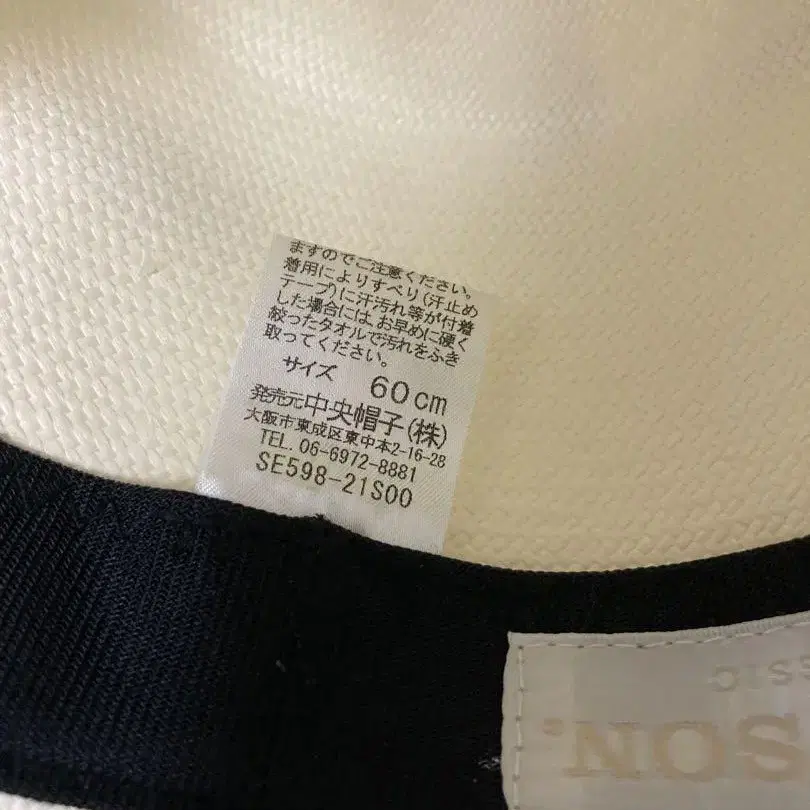 ますのでご注意ください。
着用によりすべり(汗止め
テープ)に汗汚れ等が付着
した場合には、お早めに硬く
絞ったタオルで汚れをふき
取ってください。
サイズ 60cm
発売元中央帽子(株)
大阪市東成区東中本2-16-28
TEL. 06-6972-8881
SE598-21S00